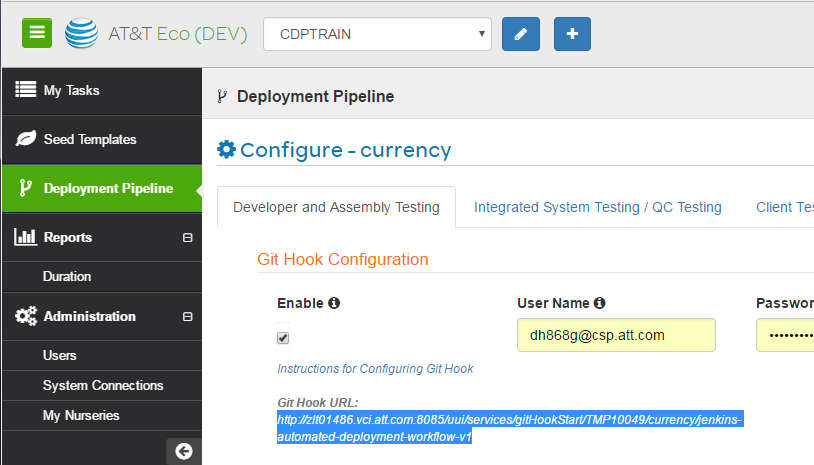 AT&T Eco (DEV)
CDPTRAIN
My Tasks
Seed Templates
Deployment Pipeline
Reports
Duration
Administration
Users
System Connections
My Nurseries
Deployment Pipeline
Configure - currency
Developer and Assembly Testing
Integrated System Testing / QC Testing
Client Tes
Git Hook Configuration
Enable
User Name
Passwor
dh868g@csp.att.com
Instructions for Configuring Git Hook
Git Hook URL:
http://zlt01486.vci.att.com:8085/uui/services/gitHookStart/TMP10049/currency/jenkins-
automated-deployment-workflow-v1